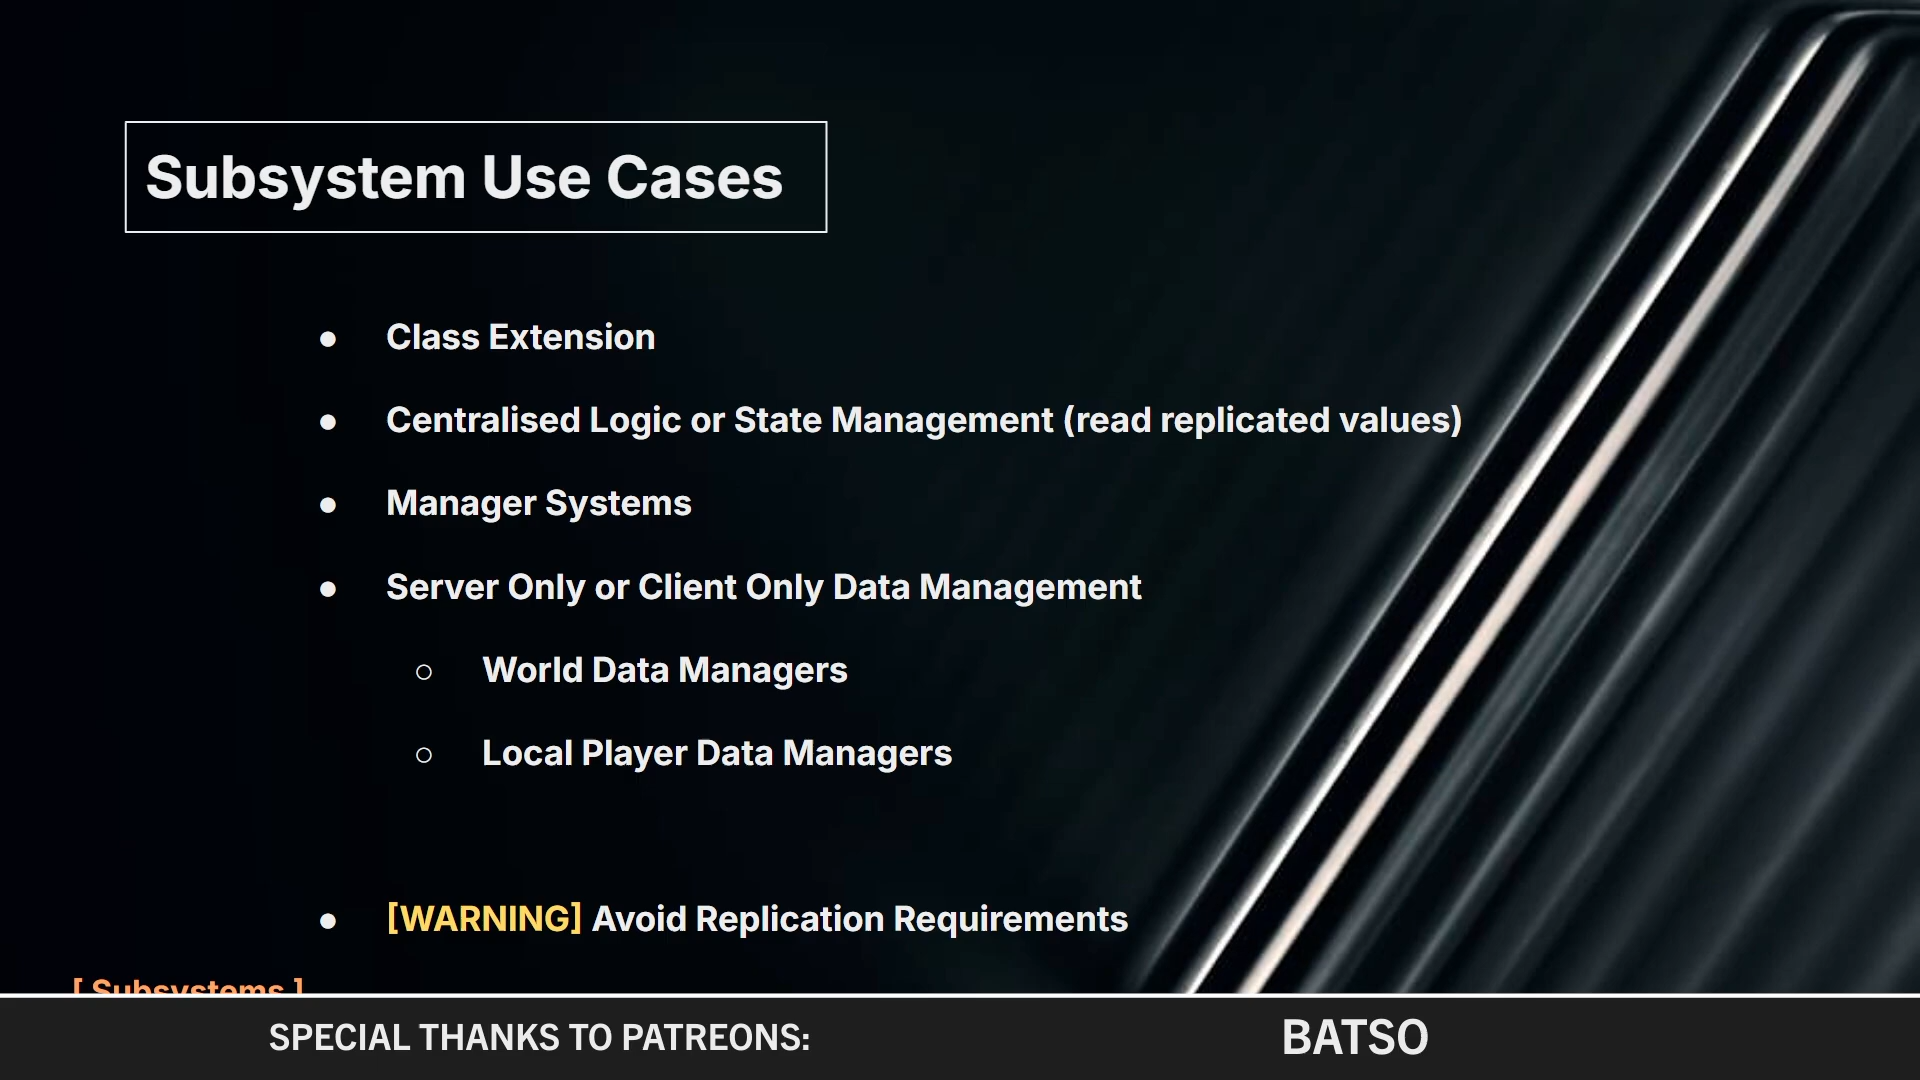 Subsystem Use Cases
● Class Extension
● Centralised Logic or State Management (read replicated values)
● Manager Systems
● Server Only or Client Only Data Management
○ World Data Managers
○ Local Player Data Managers
● [WARNING] Avoid Replication Requirements
[ Subsystems ]
SPECIAL THANKS TO PATREONS: BATSO